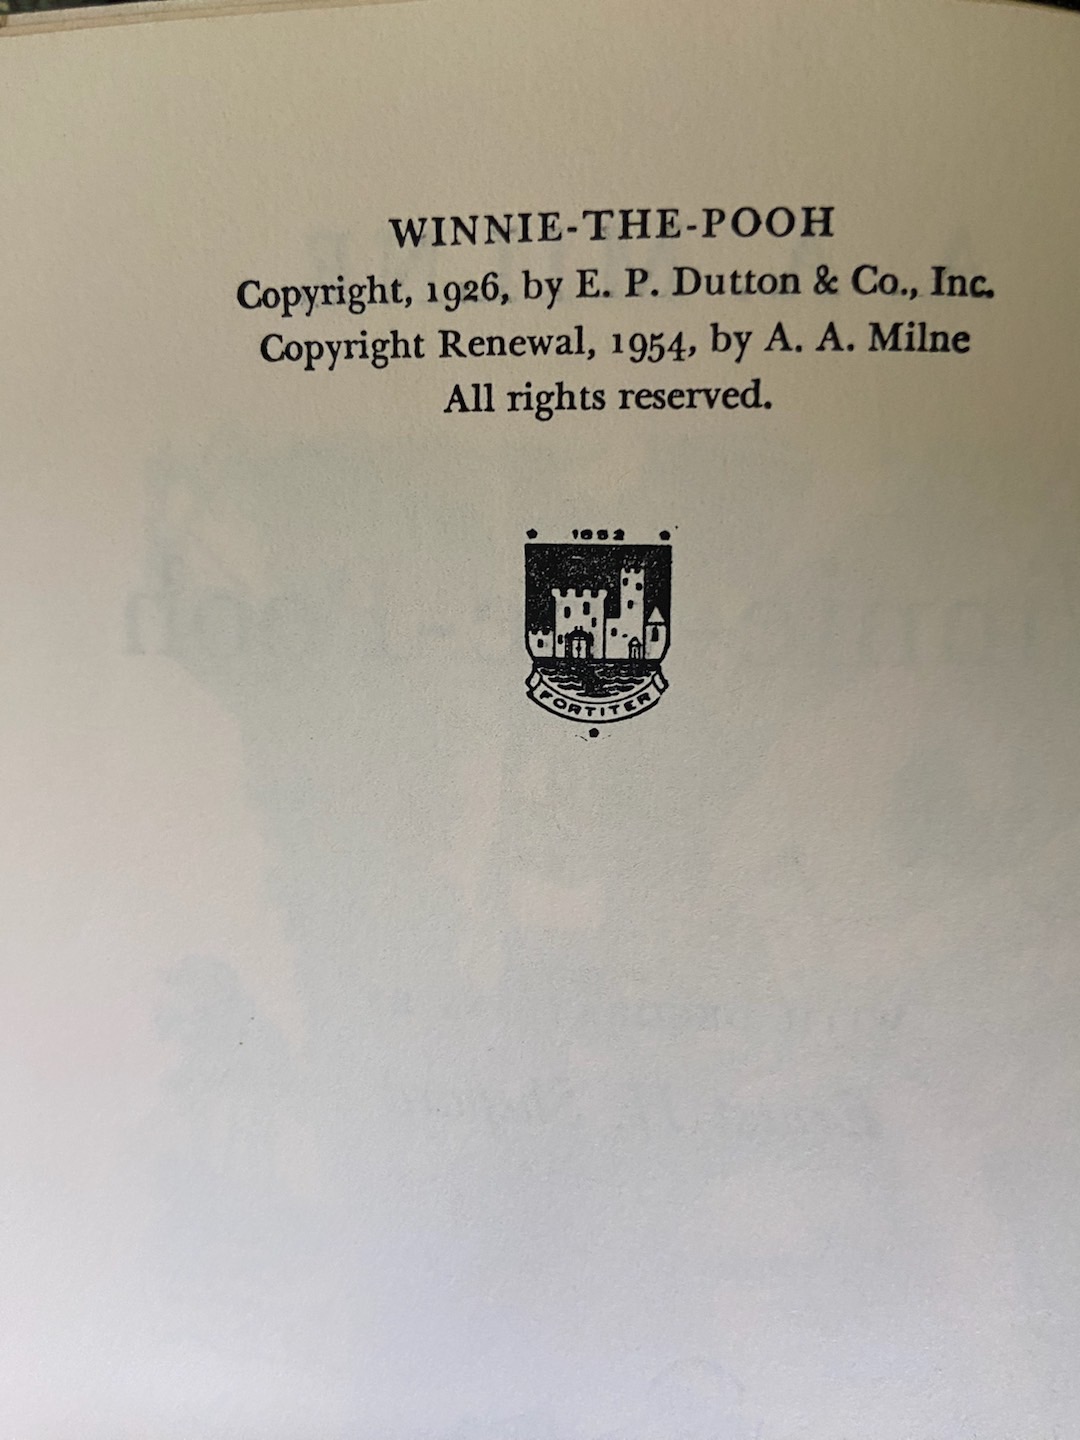 WINNIE-THE-POOH
Copyright, 1926, by E. P. Dutton & Co., Inc.
Copyright Renewal, 1954, by A. A. Milne
All rights reserved.
1852
FORTITER